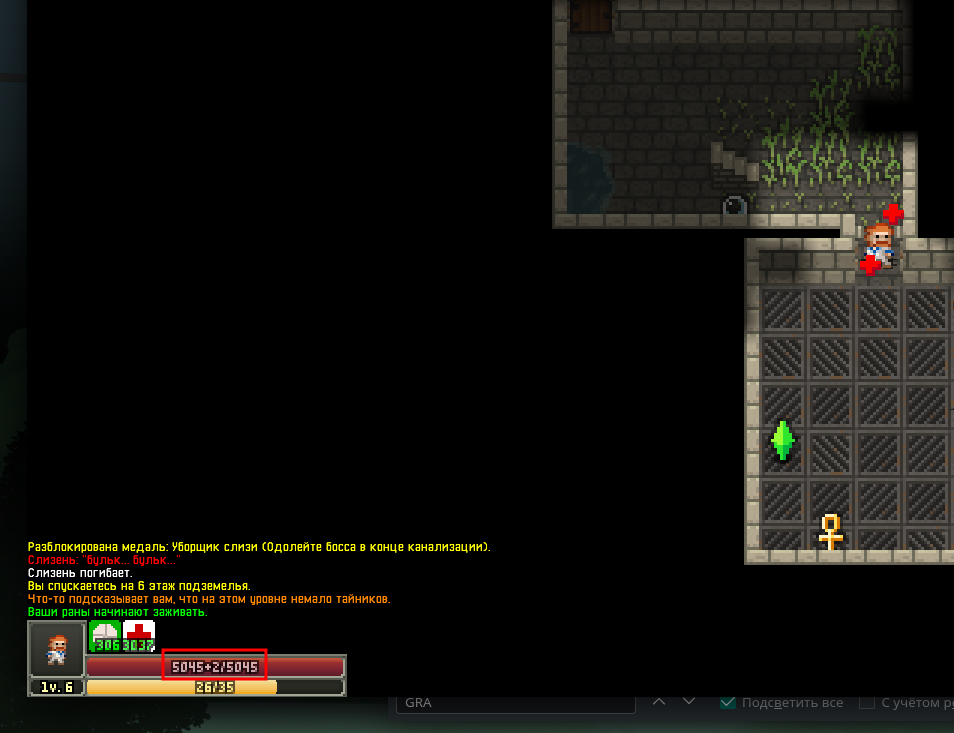 Разблокирована медаль: Уборщик слизи (Одолейте босса в конце канализации).
Слизень: "Бульк... бульк..."
Слизень погибает.
Вы спускаетесь на 6 этаж подземелья.
Что-то подсказывает вам, что на этом уровне немало тайников.
Ваши раны начинают заживать.
306 3037
5045+2/5045
lv. 6 26/35
GRA Подсветить все С учётом